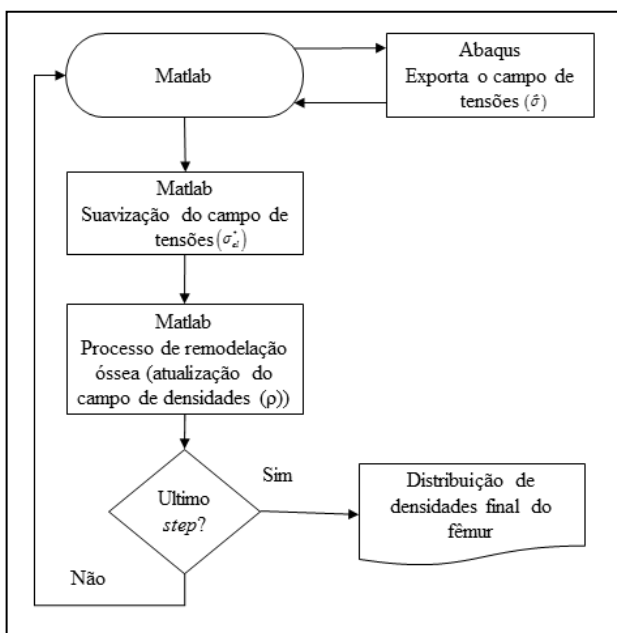 Matlab
Abaqus
Exporta o campo de
tensões (σ̂)
Matlab
Suavização do campo de
tensões(σ*ₑₗ)
Matlab
Processo de remodelação
óssea (atualização do
campo de densidades (ρ))
Ultimo
step?
Sim
Distribuição de
densidades final do
fêmur
Não